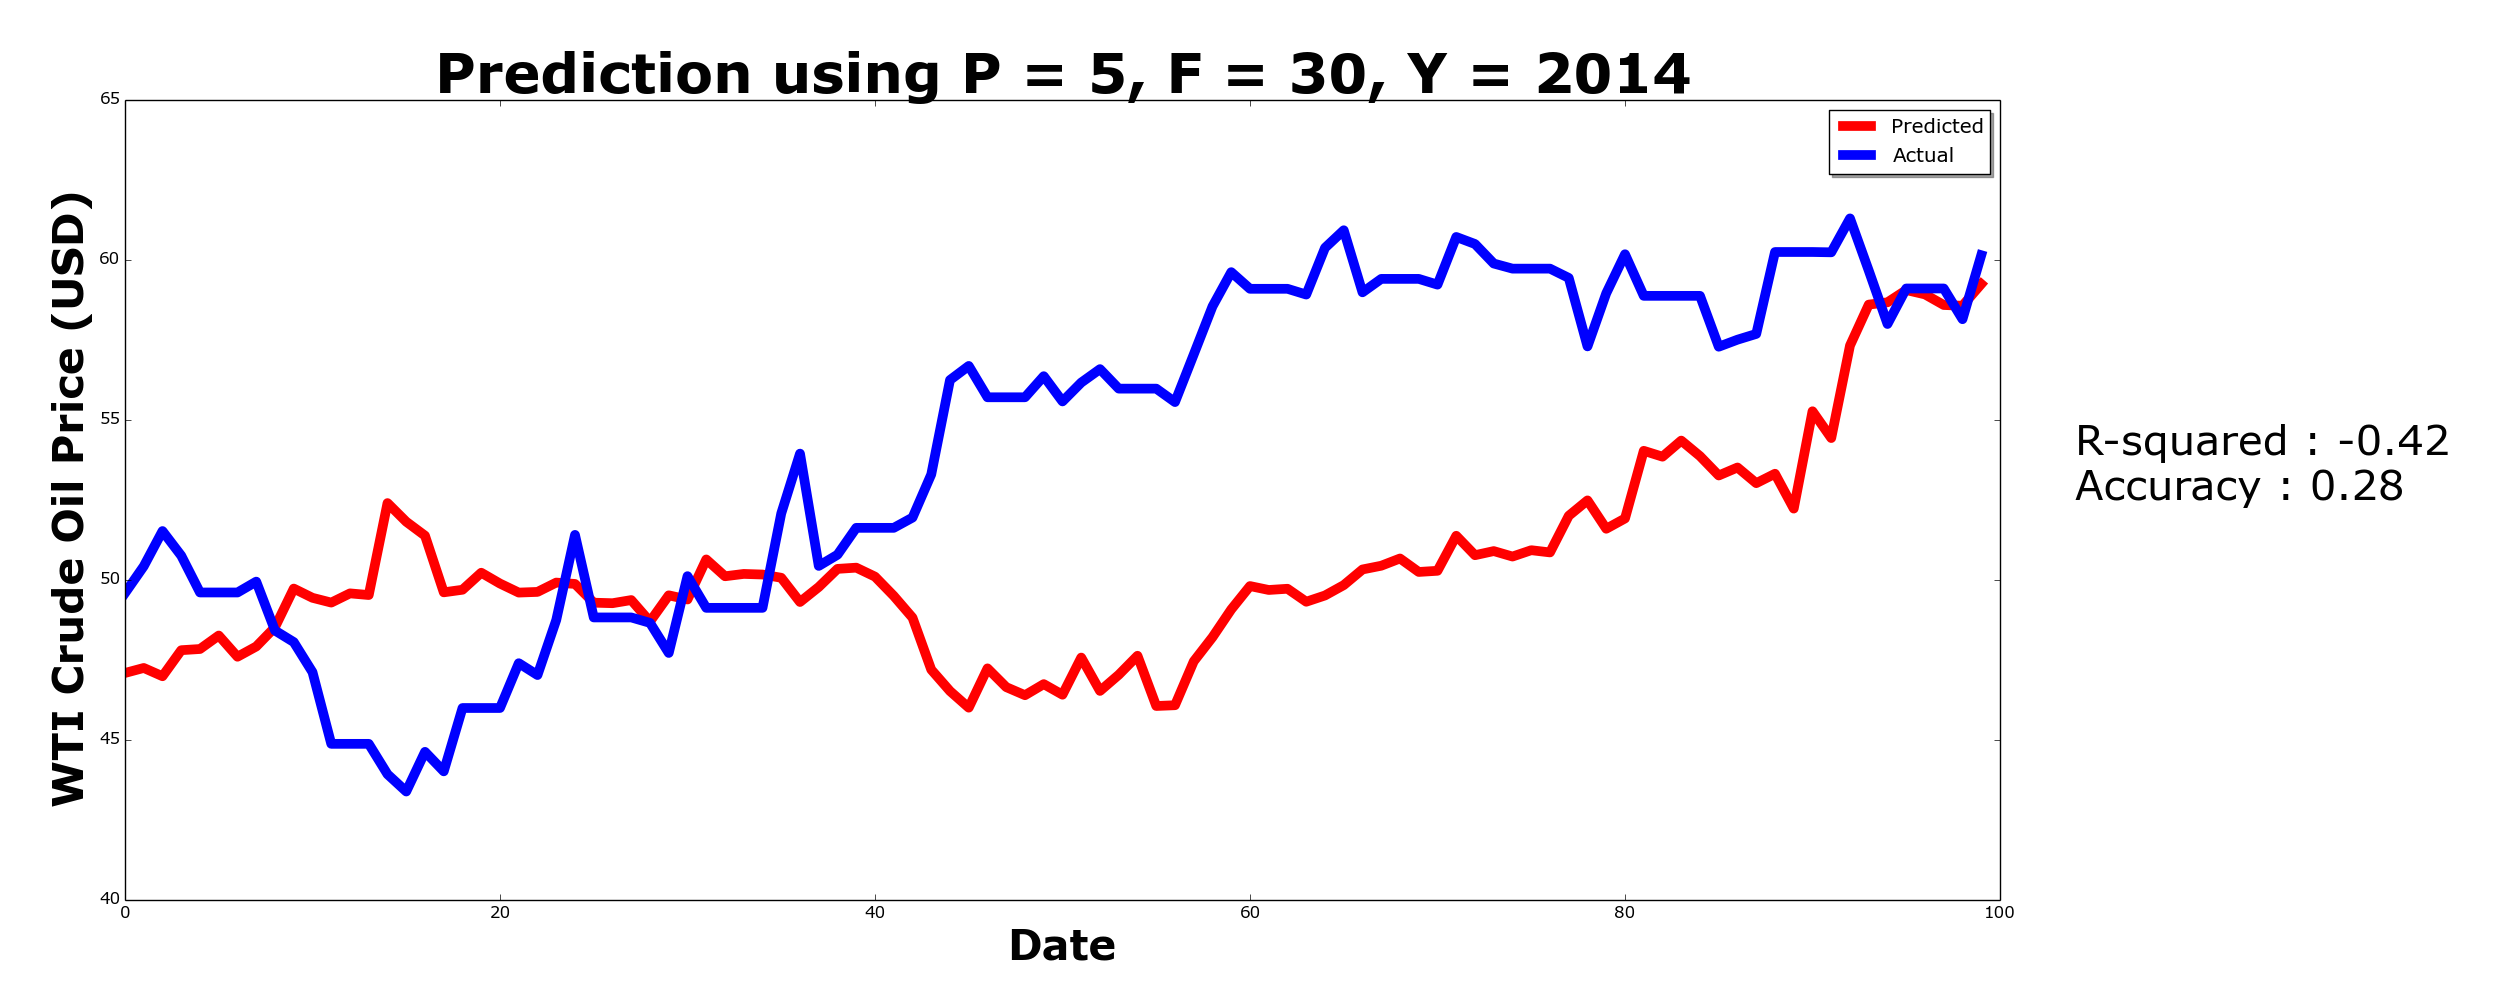 Prediction using P = 5, F = 30, Y = 2014
65
60
55
50
45
40
WTI Crude Oil Price (USD)
Predicted
Actual
R-squared : -0.42
Accuracy : 0.28
0 20 40 60 80 100
Date